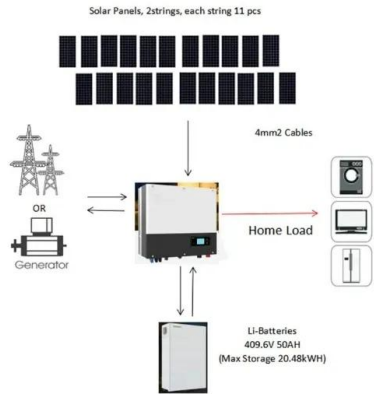 Solar Panels, 2strings, each string 11 pcs
4mm2 Cables
OR
Generator
Home Load
Li-Batteries
409.6V 50AH
(Max Storage 20.48kWH)